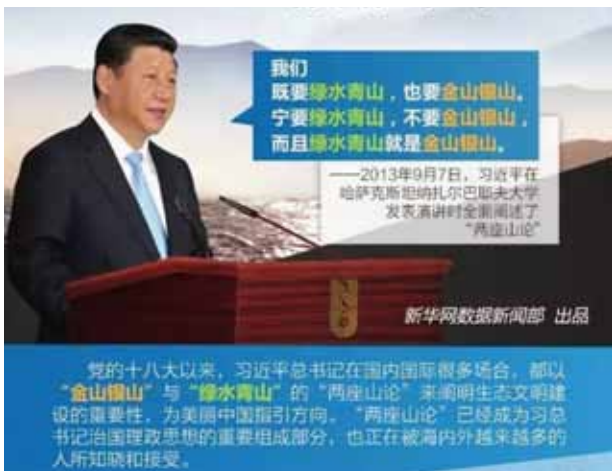 我们
既要绿水青山，也要金山银山。
宁要绿水青山，不要金山银山，
而且绿水青山就是金山银山。
——2013年9月7日，习近平在
哈萨克斯坦纳扎尔巴耶夫大学
发表演讲时全面阐述了
“两座山论”
新华网数据新闻部 出品
党的十八大以来，习近平总书记在国内国际很多场合，都以
“金山银山”与“绿水青山”的“两座山论”来阐明生态文明建
设的重要性，为美丽中国指引方向。“两座山论”已经成为习总
书记治国理政思想的重要组成部分，也正在被海内外越来越多的
人所知晓和接受。